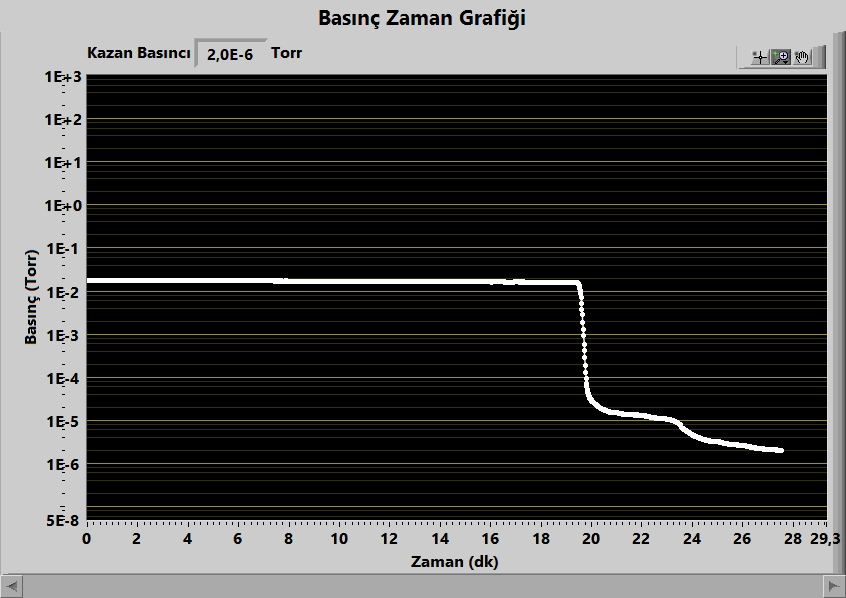 Basınç Zaman Grafiği
Kazan Basıncı 2,0E-6 Torr
1E+3
1E+2
1E+1
1E+0
1E-1
1E-2
1E-3
1E-4
1E-5
1E-6
5E-8
Basınç (Torr)
0 2 4 6 8 10 12 14 16 18 20 22 24 26 28 29,3
Zaman (dk)